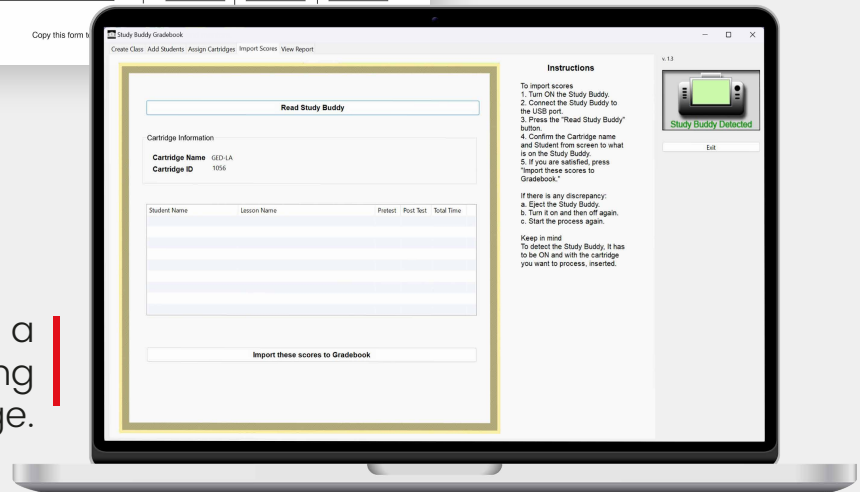 Copy this form t
Study Buddy Gradebook
Create Class Add Students Assign Cartridges Import Scores View Report
Read Study Buddy
Cartridge Information
Cartridge Name GED-LA
Cartridge ID 1056
Student Name Lesson Name Pretest Post Test Total Time
Import these scores to Gradebook
Instructions
To import scores
1. Turn ON the Study Buddy.
2. Connect the Study Buddy to
the USB port.
3. Press the "Read Study Buddy"
button.
4. Confirm the Cartridge name
and Student from screen to what
is on the Study Buddy.
5. If you are satisfied, press
"Import these scores to
Gradebook."
If there is any discrepancy:
a. Eject the Study Buddy.
b. Turn it on and then off again.
c. Start the process again.
Keep in mind
To detect the Study Buddy, It has
to be ON and with the cartridge
you want to process, inserted.
v. 1.3
Study Buddy Detected
Exit
a
ng
ge.